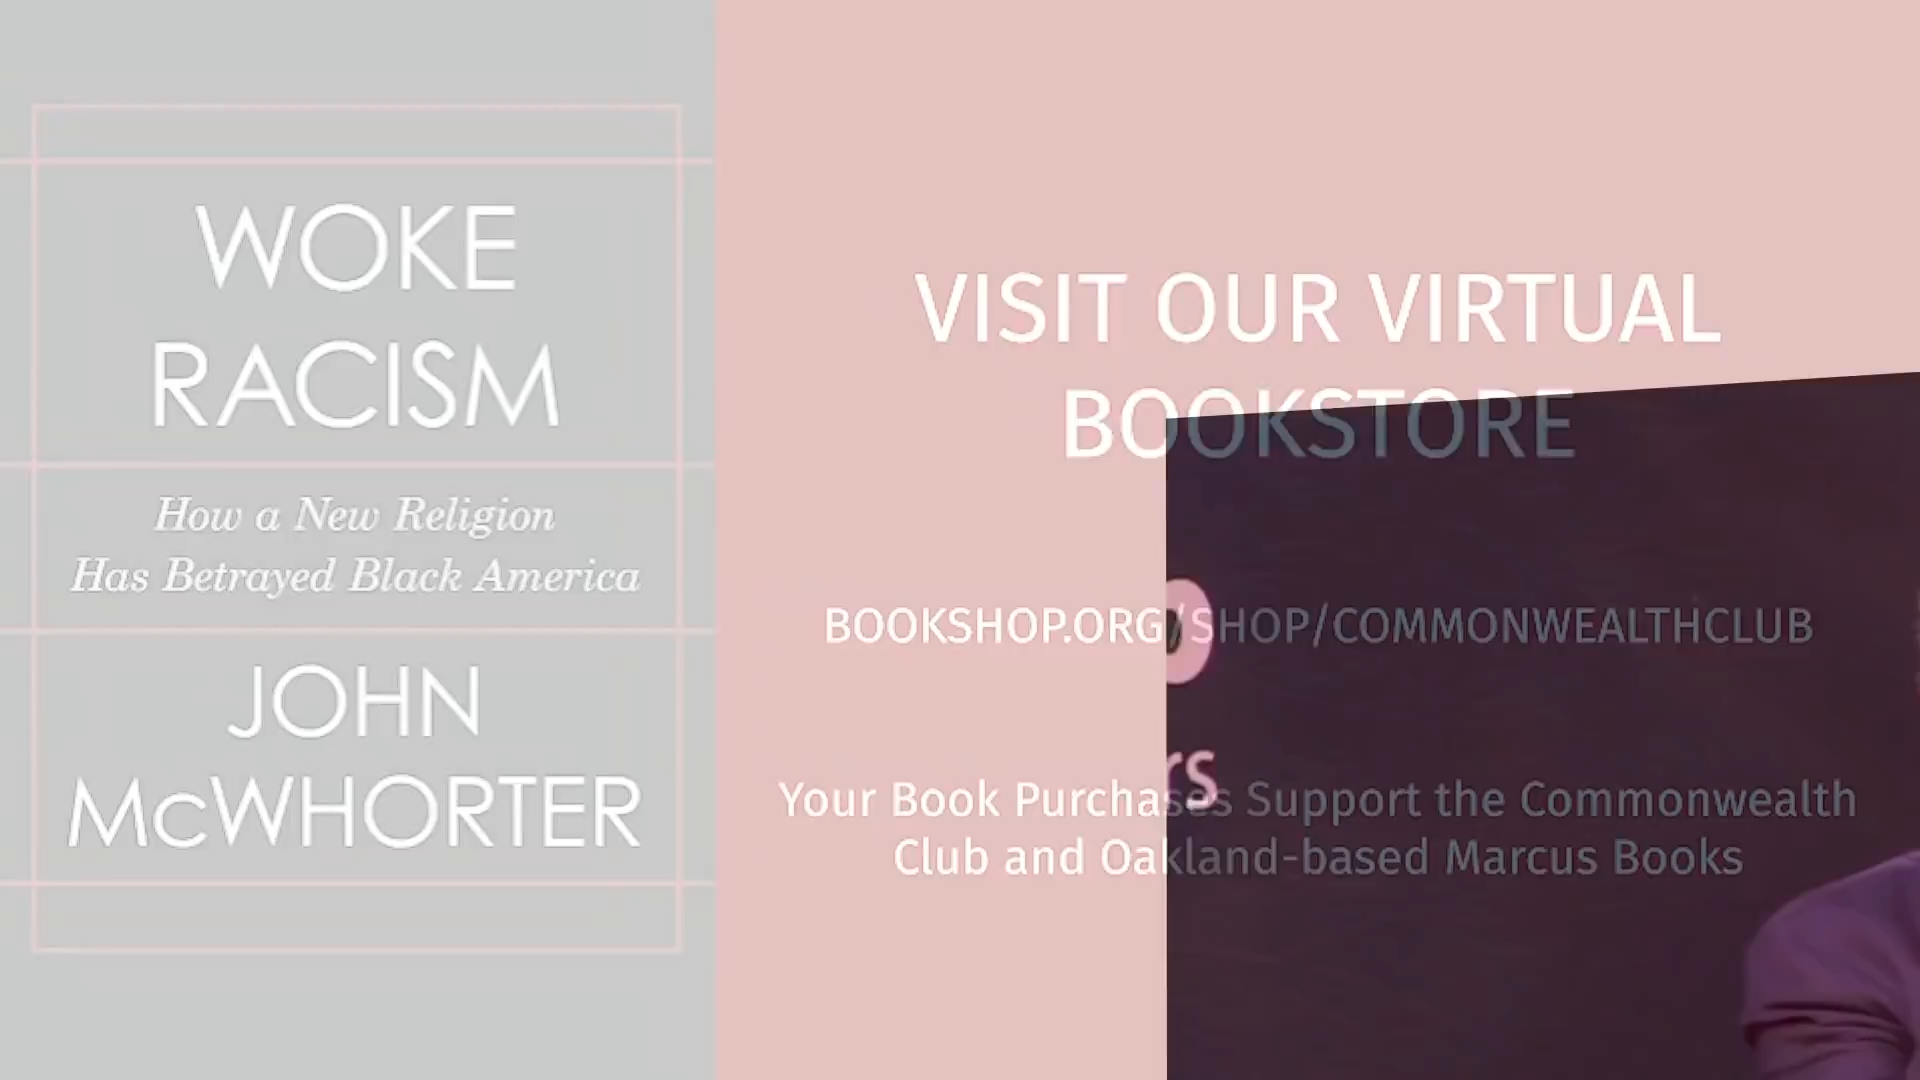 WOKE
RACISM
How a New Religion
Has Betrayed Black America
JOHN
McWHORTER
VISIT OUR VIRTUAL
BOOKSTORE
BOOKSHOP.ORG/SHOP/COMMONWEALTHCLUB
Your Book Purchases Support the Commonwealth
Club and Oakland-based Marcus Books